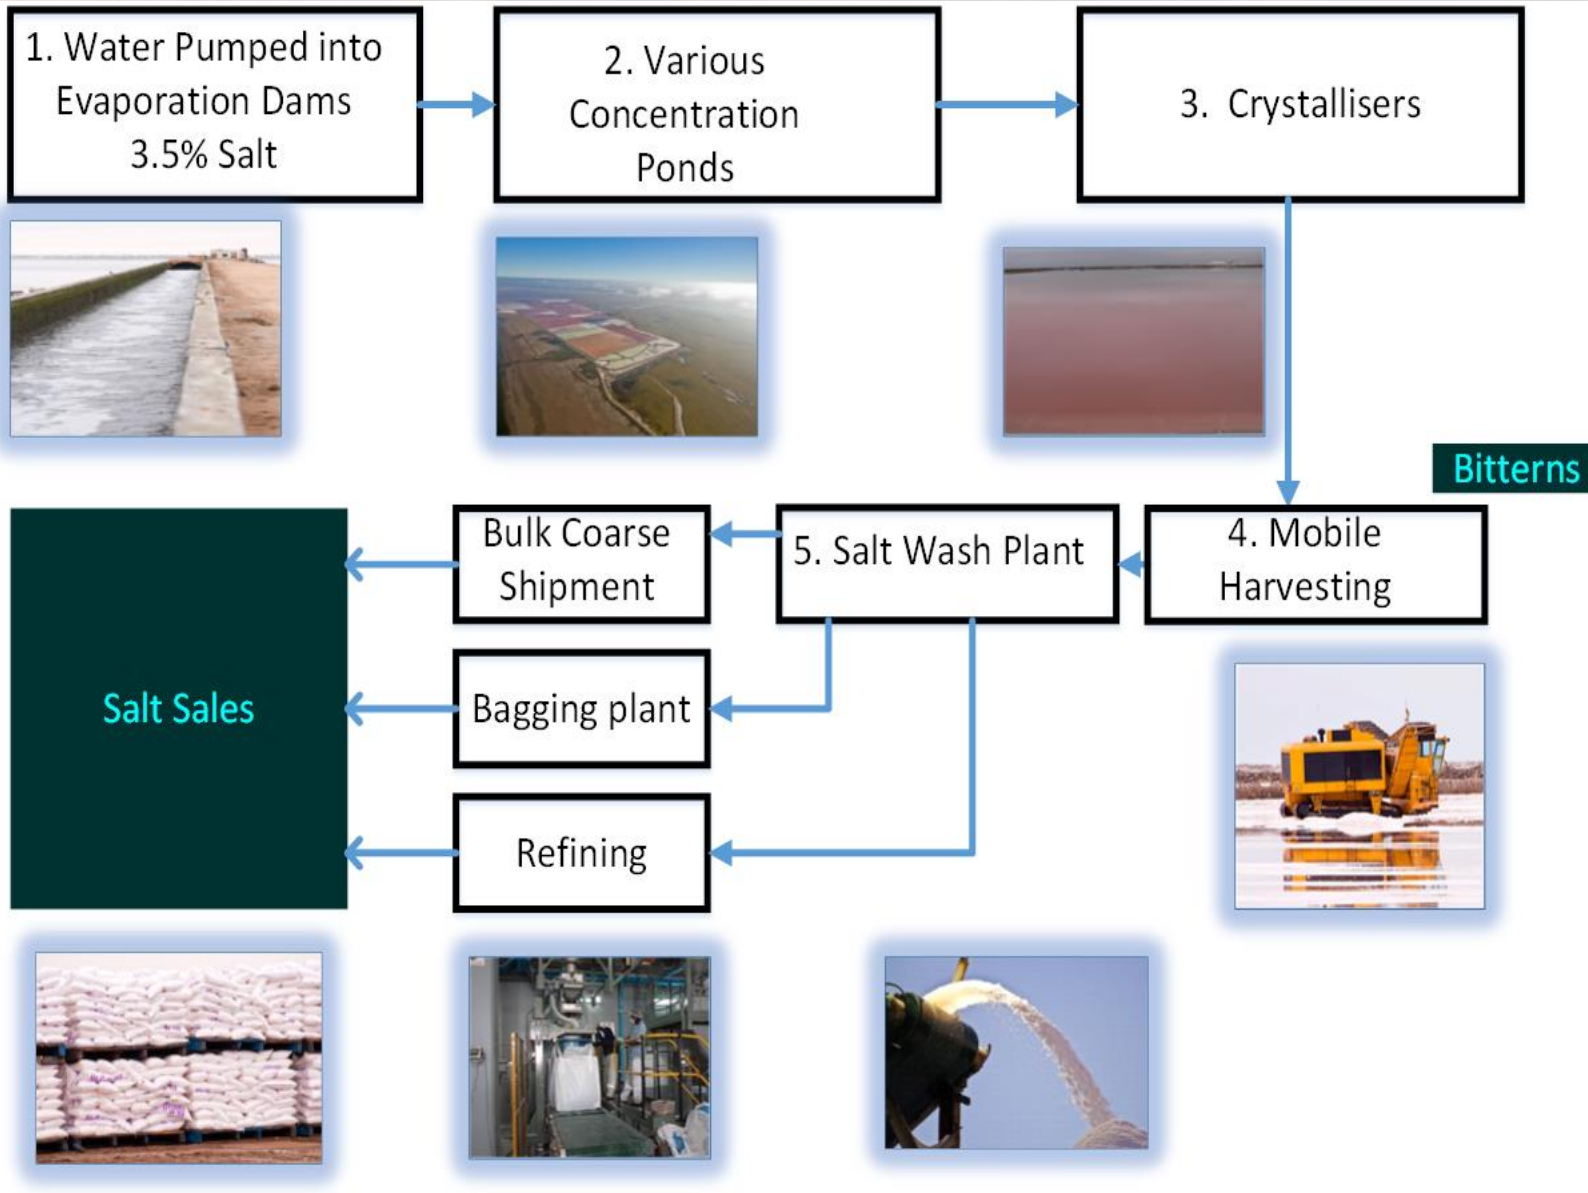 1. Water Pumped into
Evaporation Dams
3.5% Salt
2. Various
Concentration
Ponds
3. Crystallisers
Bitterns
4. Mobile
Harvesting
5. Salt Wash Plant
Bulk Coarse
Shipment
Bagging plant
Refining
Salt Sales